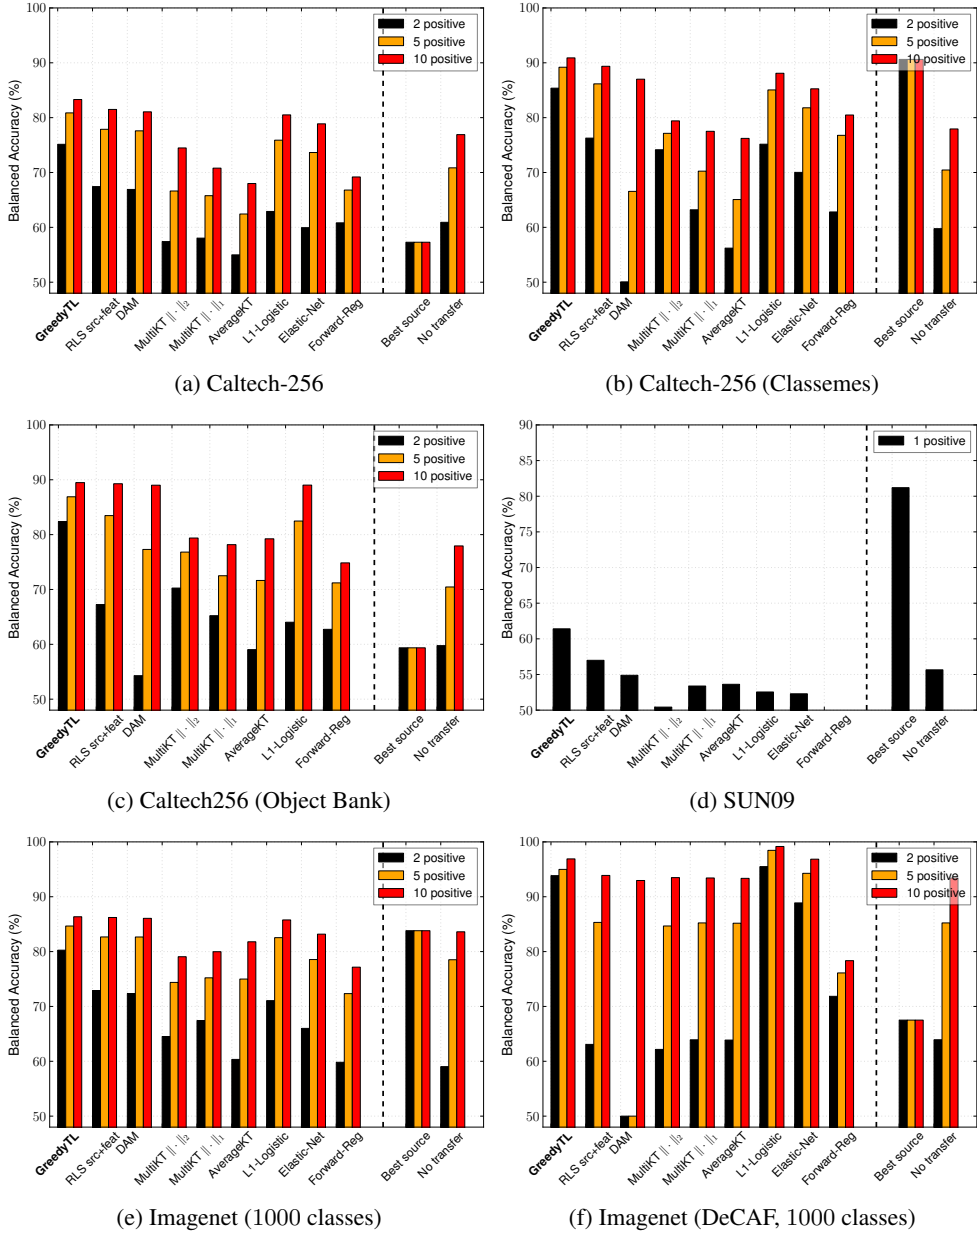 100
90
80
70
60
50
Balanced Accuracy (%)
2 positive
5 positive
10 positive
GreedyTL
RLS src+feat
DAM
MultiKT || · ||₂
MultiKT || · ||₁
AverageKT
L1-Logistic
Elastic-Net
Forward-Reg
Best source
No transfer
(a) Caltech-256
100
90
80
70
60
50
Balanced Accuracy (%)
2 positive
5 positive
10 positive
GreedyTL
RLS src+feat
DAM
MultiKT || · ||₂
MultiKT || · ||₁
AverageKT
L1-Logistic
Elastic-Net
Forward-Reg
Best source
No transfer
(b) Caltech-256 (Classemes)
100
90
80
70
60
50
Balanced Accuracy (%)
2 positive
5 positive
10 positive
GreedyTL
RLS src+feat
DAM
MultiKT || · ||₂
MultiKT || · ||₁
AverageKT
L1-Logistic
Forward-Reg
Best source
No transfer
(c) Caltech256 (Object Bank)
90
85
80
75
70
65
60
55
50
Balanced Accuracy (%)
1 positive
GreedyTL
RLS src+feat
DAM
MultiKT || · ||₂
MultiKT || · ||₁
AverageKT
L1-Logistic
Elastic-Net
Forward-Reg
Best source
No transfer
(d) SUN09
100
90
80
70
60
50
Balanced Accuracy (%)
2 positive
5 positive
10 positive
GreedyTL
RLS src+feat
DAM
MultiKT || · ||₂
MultiKT || · ||₁
AverageKT
L1-Logistic
Elastic-Net
Forward-Reg
Best source
No transfer
(e) Imagenet (1000 classes)
100
90
80
70
60
50
Balanced Accuracy (%)
2 positive
5 positive
10 positive
GreedyTL
RLS src+feat
DAM
MultiKT || · ||₂
MultiKT || · ||₁
AverageKT
L1-Logistic
Elastic-Net
Forward-Reg
Best source
No transfer
(f) Imagenet (DeCAF, 1000 classes)